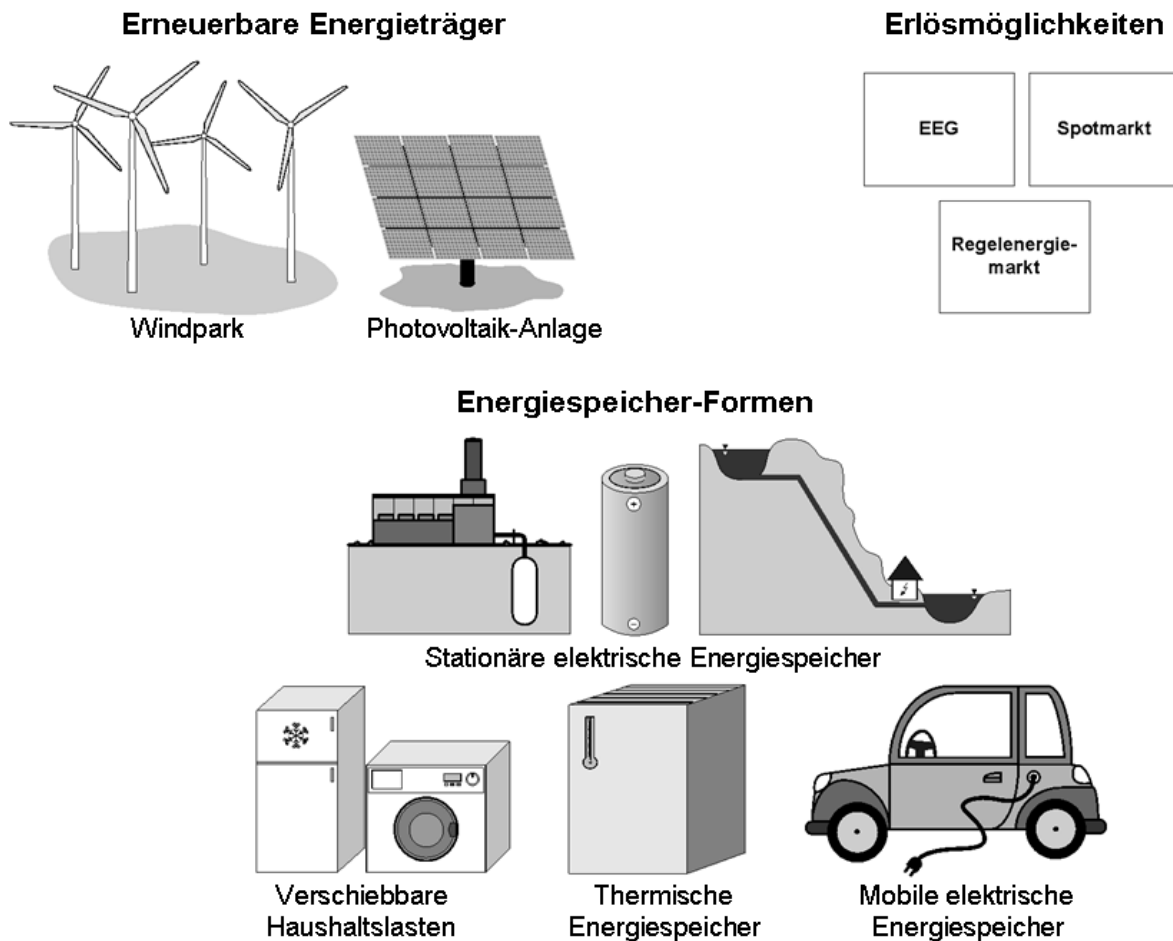 Erneuerbare Energieträger
Erlösmöglichkeiten
EEG
Spotmarkt
Regelenergie-
markt
Windpark
Photovoltaik-Anlage
Energiespeicher-Formen
+
−
Stationäre elektrische Energiespeicher
Verschiebbare
Haushaltslasten
Thermische
Energiespeicher
Mobile elektrische
Energiespeicher